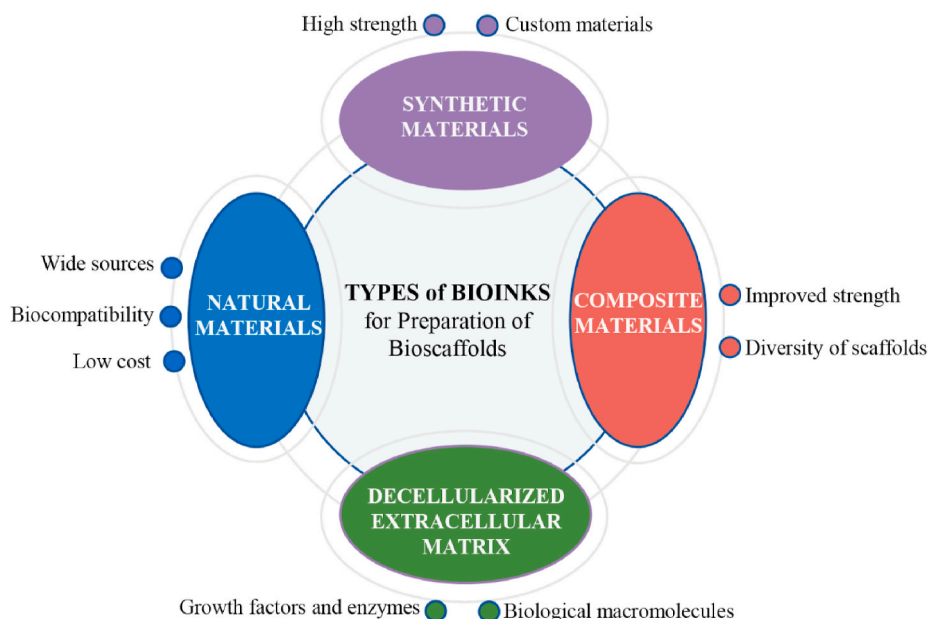 High strength
Custom materials
SYNTHETIC
MATERIALS
Wide sources
Biocompatibility
Low cost
NATURAL
MATERIALS
TYPES of BIOINKS
for Preparation of
Bioscaffolds
COMPOSITE
MATERIALS
Improved strength
Diversity of scaffolds
DECELLULARIZED
EXTRACELLULAR
MATRIX
Growth factors and enzymes
Biological macromolecules